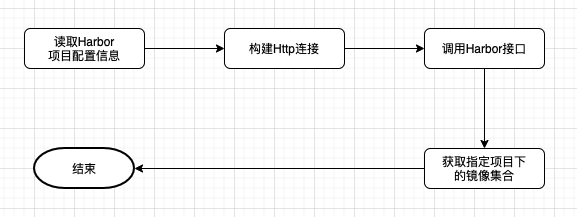 读取Harbor
项目配置信息
构建Http连接
调用Harbor接口
获取指定项目下
的镜像集合
结束